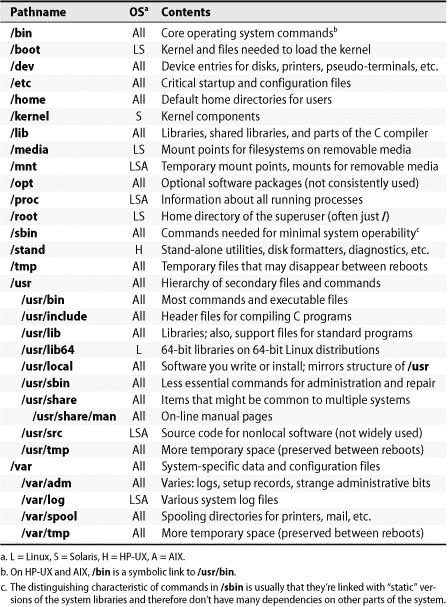 Pathname OSa Contents
/bin All Core operating system commandsb
/boot LS Kernel and files needed to load the kernel
/dev All Device entries for disks, printers, pseudo-terminals, etc.
/etc All Critical startup and configuration files
/home All Default home directories for users
/kernel S Kernel components
/lib All Libraries, shared libraries, and parts of the C compiler
/media LS Mount points for filesystems on removable media
/mnt LSA Temporary mount points, mounts for removable media
/opt All Optional software packages (not consistently used)
/proc LSA Information about all running processes
/root LS Home directory of the superuser (often just /)
/sbin All Commands needed for minimal system operabilityc
/stand H Stand-alone utilities, disk formatters, diagnostics, etc.
/tmp All Temporary files that may disappear between reboots
/usr All Hierarchy of secondary files and commands
/usr/bin All Most commands and executable files
/usr/include All Header files for compiling C programs
/usr/lib All Libraries; also, support files for standard programs
/usr/lib64 L 64-bit libraries on 64-bit Linux distributions
/usr/local All Software you write or install; mirrors structure of /usr
/usr/sbin All Less essential commands for administration and repair
/usr/share All Items that might be common to multiple systems
/usr/share/man All On-line manual pages
/usr/src LSA Source code for nonlocal software (not widely used)
/usr/tmp All More temporary space (preserved between reboots)
/var All System-specific data and configuration files
/var/adm All Varies: logs, setup records, strange administrative bits
/var/log LSA Various system log files
/var/spool All Spooling directories for printers, mail, etc.
/var/tmp All More temporary space (preserved between reboots)
a. L = Linux, S = Solaris, H = HP-UX, A = AIX.
b. On HP-UX and AIX, /bin is a symbolic link to /usr/bin.
c. The distinguishing characteristic of commands in /sbin is usually that they're linked with "static" ver-
sions of the system libraries and therefore don't have many dependencies on other parts of the system.